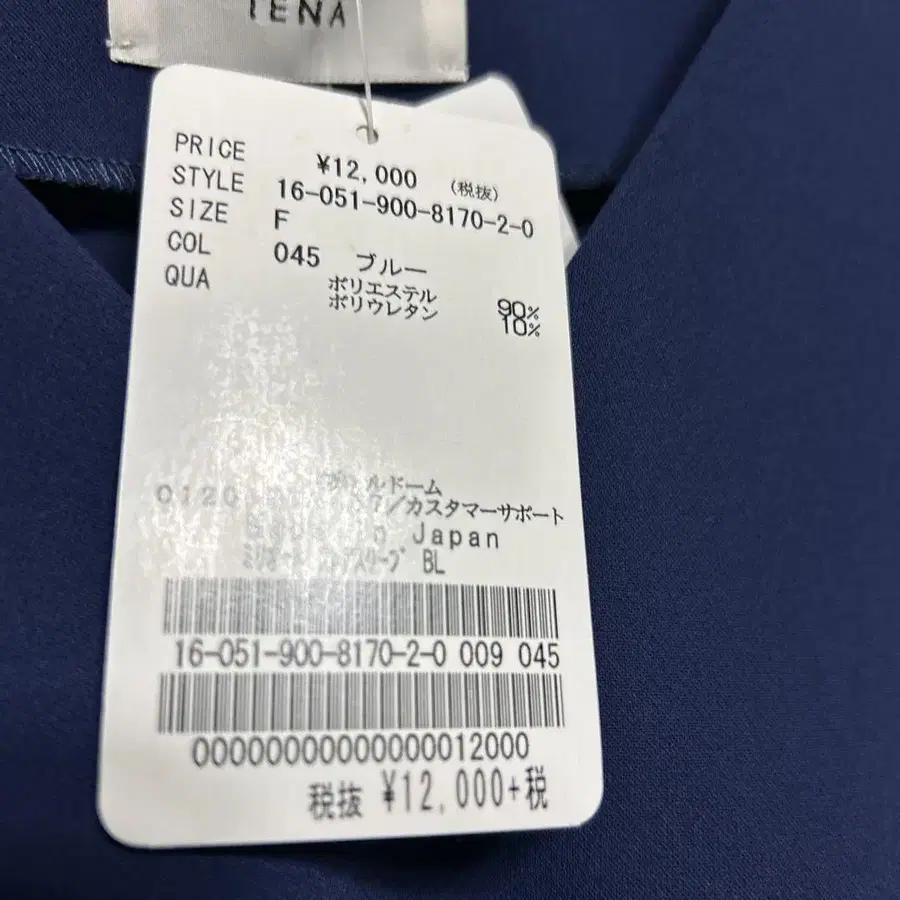 IENA
PRICE ¥12,000 (税抜)
STYLE 16-051-900-8170-2-0
SIZE F
COL 045 ブルー
QUA ポリエステル 90%
ポリウレタン 10%
ルドーム
0120 /カスタマーサポート
Japan
BL
16-051-900-8170-2-0 009 045
00000000000000012000
税抜 ¥12,000+税